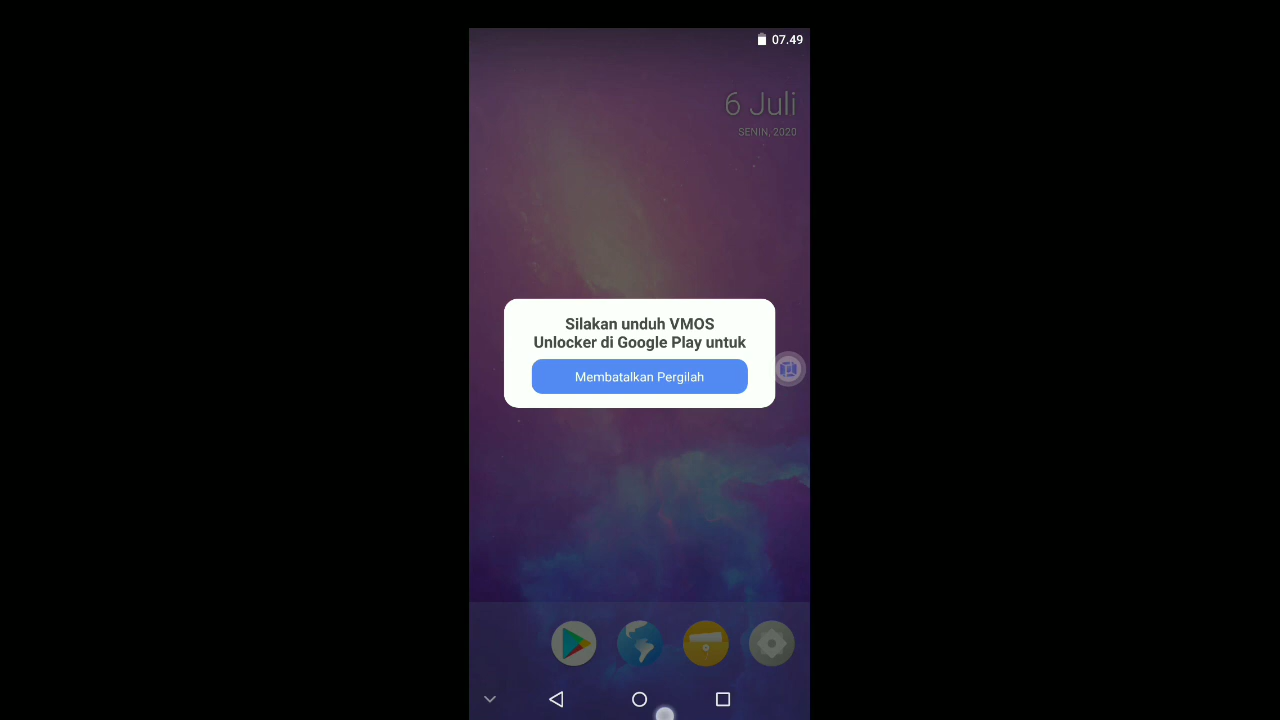 07.49
6 Juli
SENIN, 2020
Silakan unduh VMOS
Unlocker di Google Play untuk
Membatalkan Pergilah